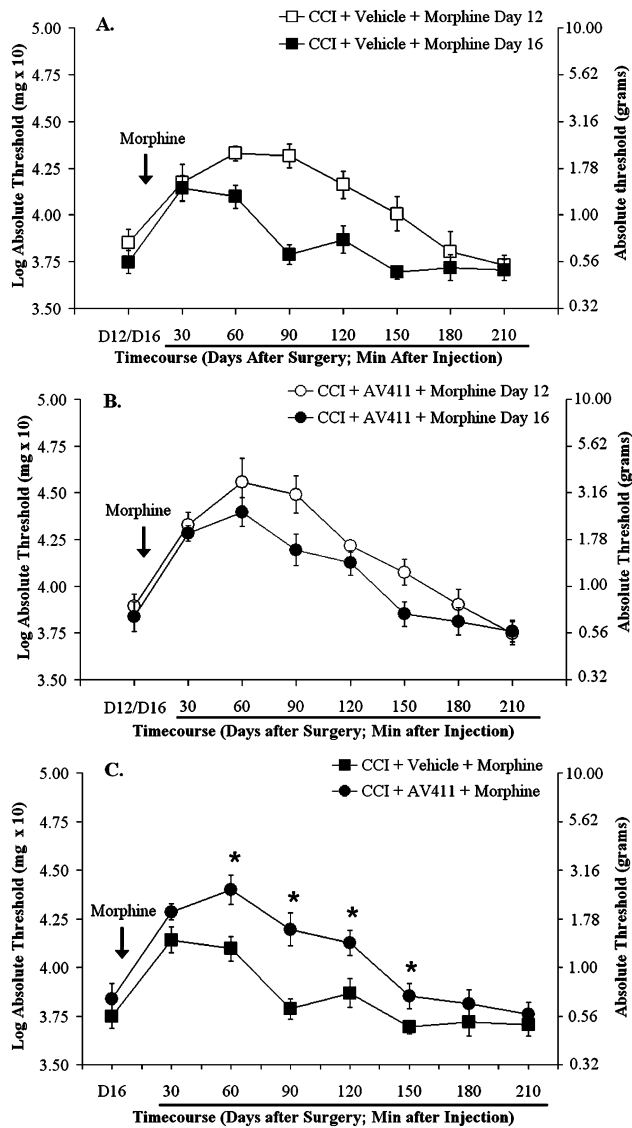 A.
CCI + Vehicle + Morphine Day 12
CCI + Vehicle + Morphine Day 16
Log Absolute Threshold (mg x 10)
Absolute threshold (grams)
5.00
4.75
4.50
4.25
4.00
3.75
3.50
10.00
5.62
3.16
1.78
1.00
0.56
0.32
Morphine
D12/D16 30 60 90 120 150 180 210
Timecourse (Days After Surgery; Min After Injection)
B.
CCI + AV411 + Morphine Day 12
CCI + AV411 + Morphine Day 16
Log Absolute Threshold (mg x 10)
Absolute Threshold (grams)
5.00
4.75
4.50
4.25
4.00
3.75
3.50
10.00
5.62
3.16
1.78
1.00
0.56
0.32
Morphine
D12/D16 30 60 90 120 150 180 210
Timecourse (Days after Surgery; Min after Injection)
C.
CCI + Vehicle + Morphine
CCI + AV411 + Morphine
Log Absolute Threshold (mg x 10)
Absolute Threshold (grams)
5.00
4.75
4.50
4.25
4.00
3.75
3.50
10.00
5.62
3.16
1.78
1.00
0.56
0.32
Morphine
*
*
*
*
D16 30 60 90 120 150 180 210
Timecourse (Days after Surgery; Min after Injection)